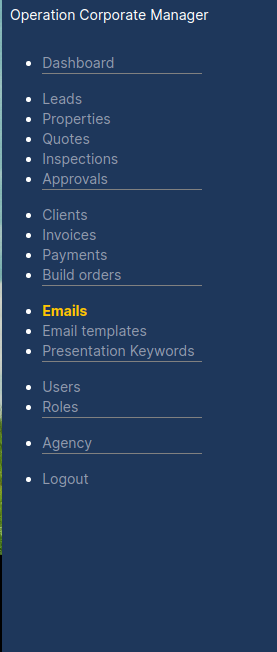 Operation Corporate Manager
Dashboard
Leads
Properties
Quotes
Inspections
Approvals
Clients
Invoices
Payments
Build orders
Emails
Email templates
Presentation Keywords
Users
Roles
Agency
Logout